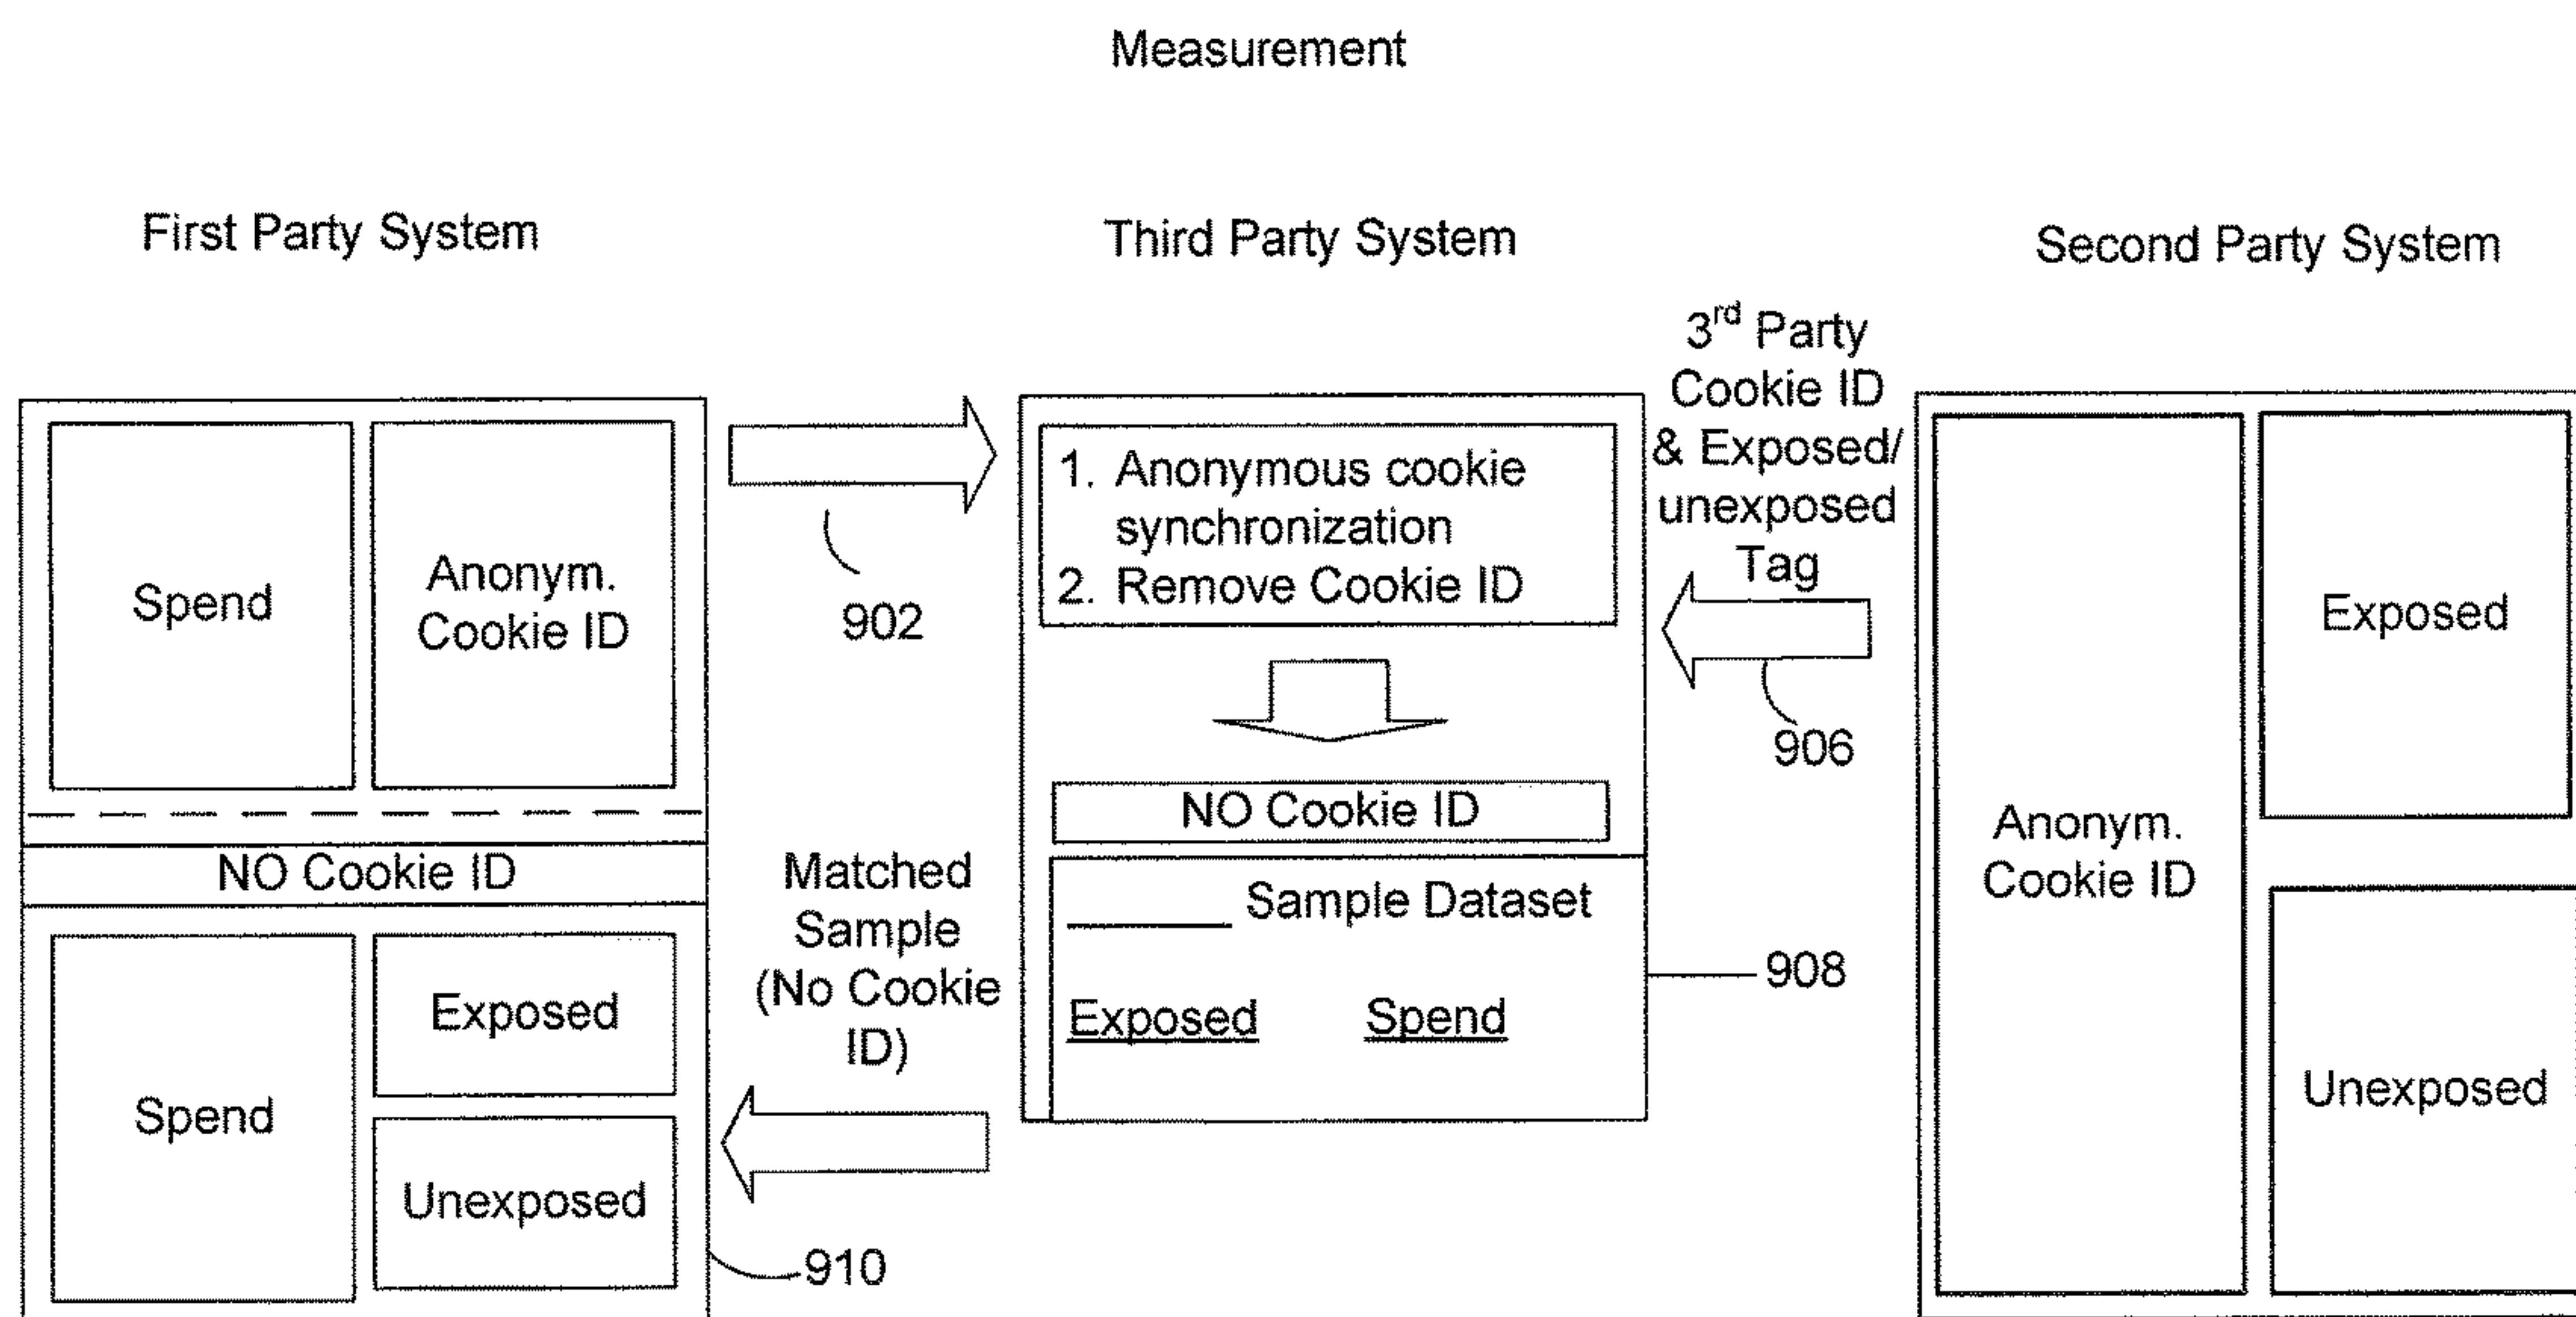 Measurement
First Party System
Third Party System
Second Party System
Spend
Anonym.
Cookie ID
902
1. Anonymous cookie
synchronization
2. Remove Cookie ID
3rd Party
Cookie ID
& Exposed/
unexposed
Tag
906
Anonym.
Cookie ID
Exposed
Unexposed
NO Cookie ID
Sample Dataset
Exposed Spend
908
Matched
Sample
(No Cookie
ID)
NO Cookie ID
Spend
Exposed
Unexposed
910